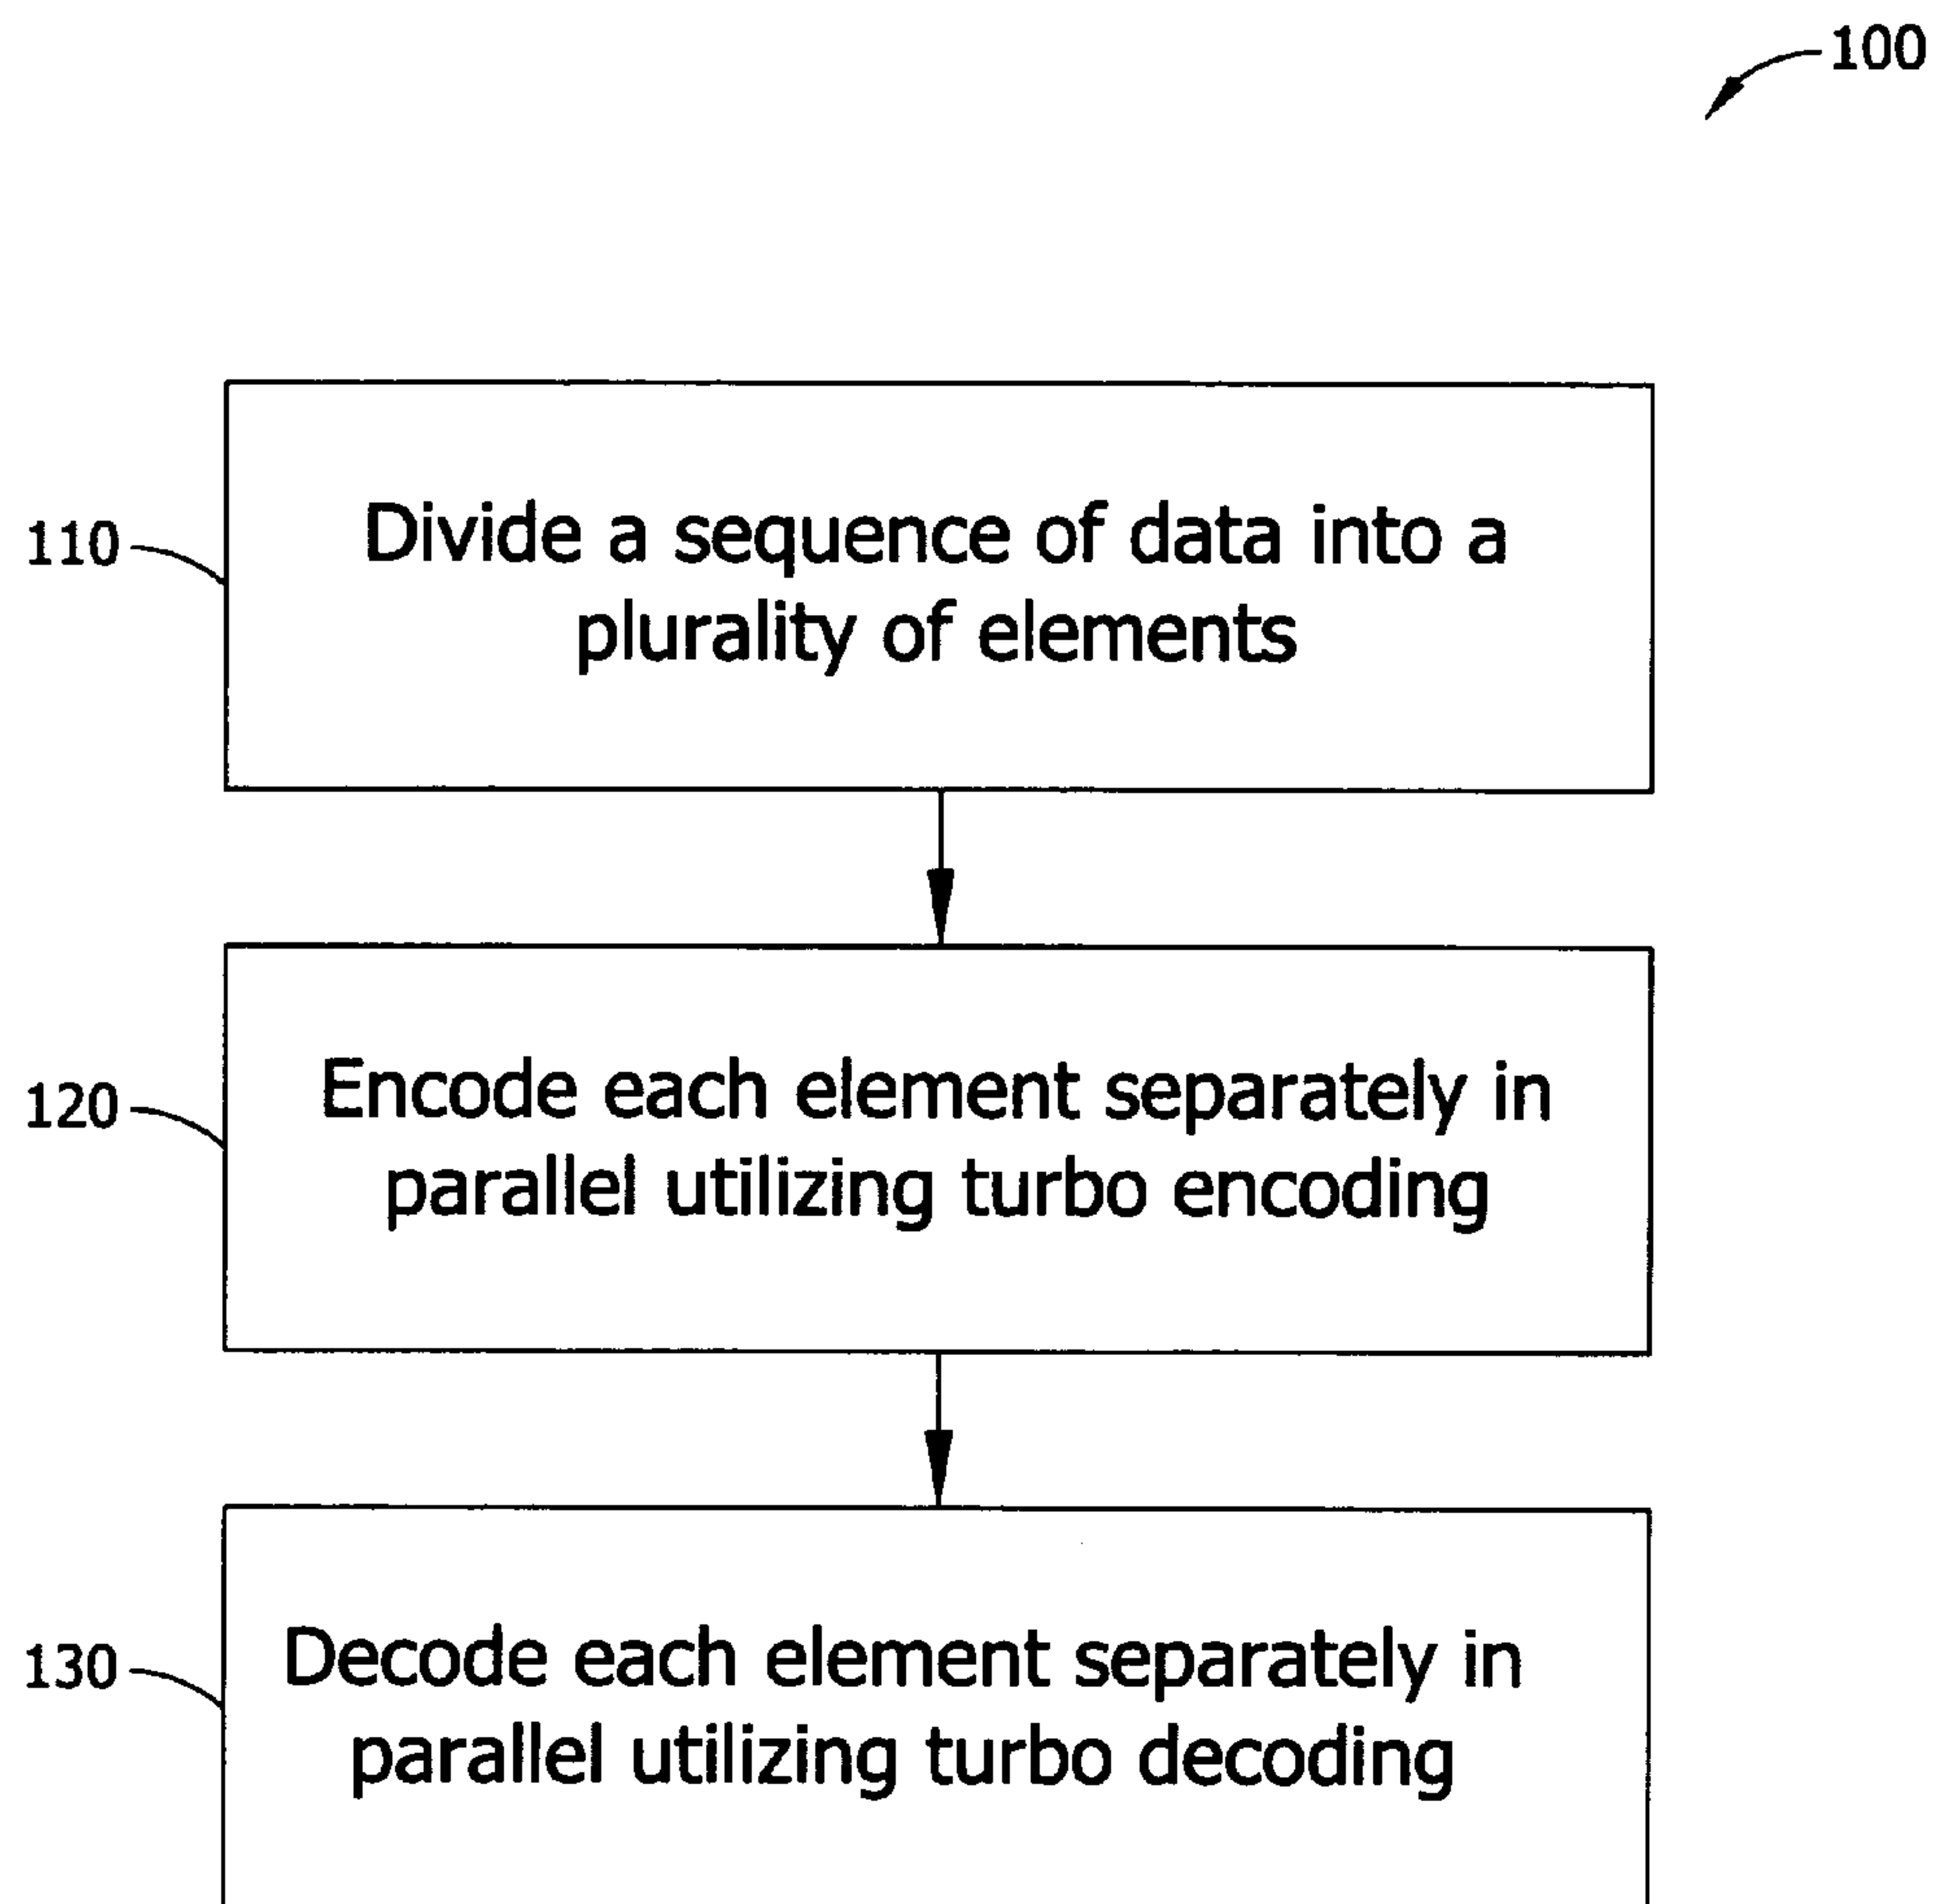 100
110
Divide a sequence of data into a
plurality of elements
120
Encode each element separately in
parallel utilizing turbo encoding
130
Decode each element separately in
parallel utilizing turbo decoding